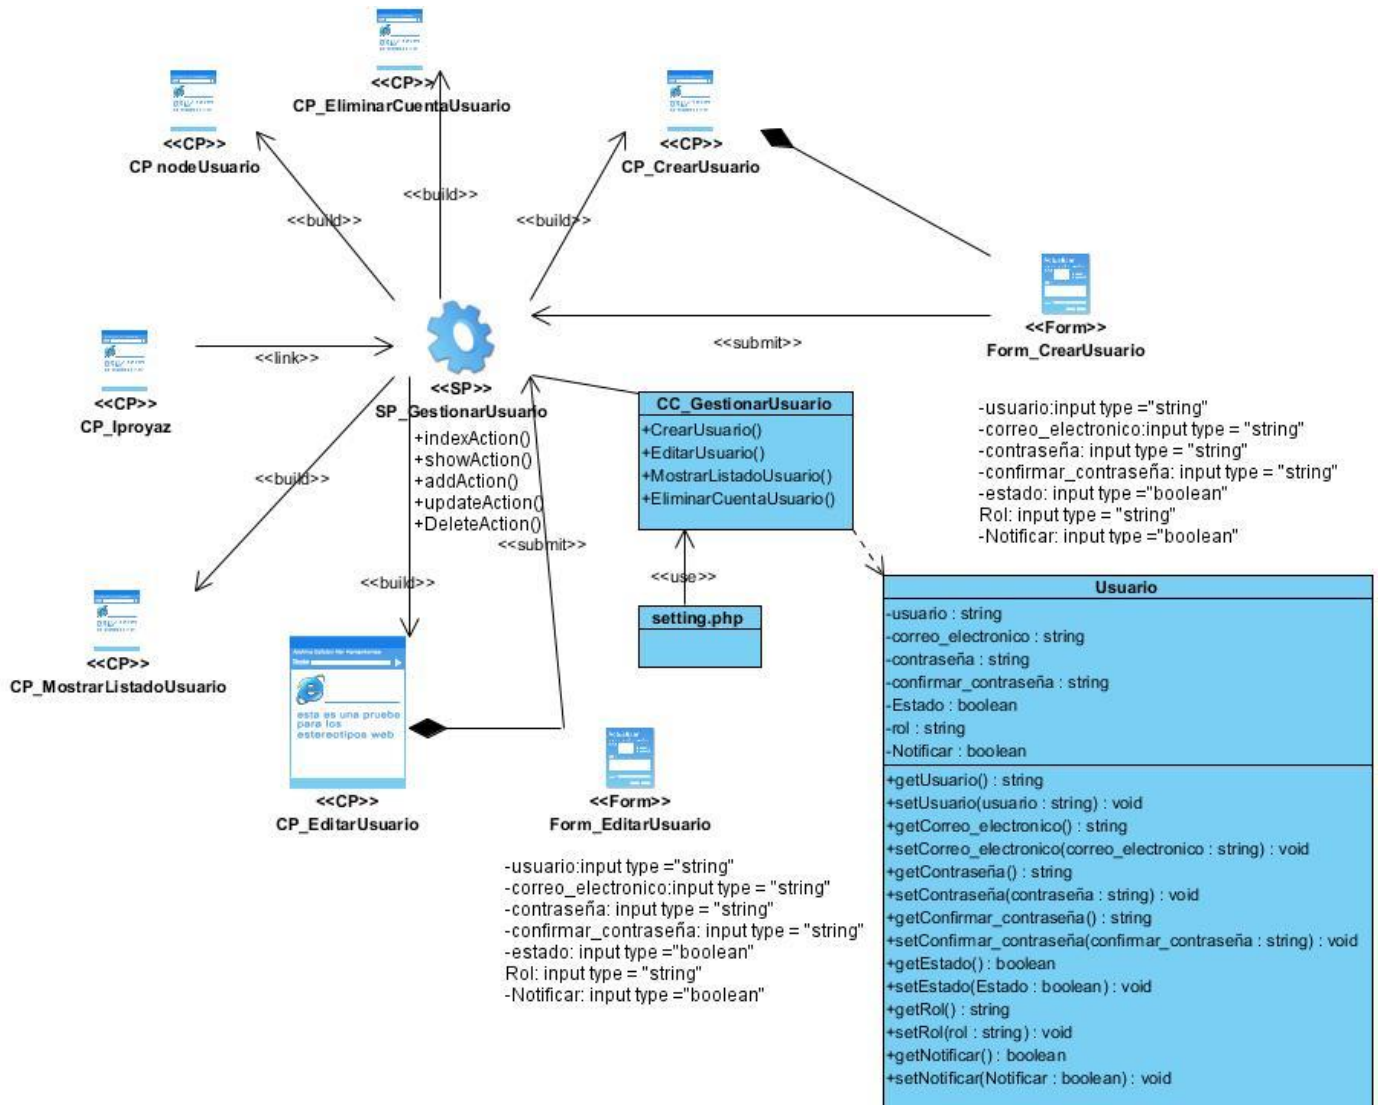 <<CP>>
CP_EliminarCuentaUsuario
<<CP>>
CP nodeUsuario
<<CP>>
CP_CrearUsuario
<<build>>
<<build>>
<<build>>
<<Form>>
Form_CrearUsuario
<<submit>>
<<link>>
<<CP>>
CP_Iproyaz
<<SP>>
SP_GestionarUsuario
+indexAction()
+showAction()
+addAction()
+updateAction()
+DeleteAction()
CC_GestionarUsuario
+CrearUsuario()
+EditarUsuario()
+MostrarListadoUsuario()
+EliminarCuentaUsuario()
-usuario:input type ="string"
-correo_electronico:input type = "string"
-contraseña: input type = "string"
-confirmar_contraseña: input type = "string"
-estado: input type ="boolean"
Rol: input type = "string"
-Notificar: input type ="boolean"
<<build>>
<<submit>>
<<build>>
<<use>>
setting.php
<<CP>>
CP_MostrarListadoUsuario
esta es una prueba
para los
estereotipos web
<<CP>>
CP_EditarUsuario
<<Form>>
Form_EditarUsuario
-usuario:input type ="string"
-correo_electronico:input type = "string"
-contraseña: input type = "string"
-confirmar_contraseña: input type = "string"
-estado: input type ="boolean"
Rol: input type = "string"
-Notificar: input type ="boolean"
Usuario
-usuario : string
-correo_electronico : string
-contraseña : string
-confirmar_contraseña : string
-Estado : boolean
-rol : string
-Notificar : boolean
+getUsuario() : string
+setUsuario(usuario : string) : void
+getCorreo_electronico() : string
+setCorreo_electronico(correo_electronico : string) : void
+getContraseña() : string
+setContraseña(contraseña : string) : void
+getConfirmar_contraseña() : string
+setConfirmar_contraseña(confirmar_contraseña : string) : void
+getEstado() : boolean
+setEstado(Estado : boolean) : void
+getRol() : string
+setRol(rol : string) : void
+getNotificar() : boolean
+setNotificar(Notificar : boolean) : void